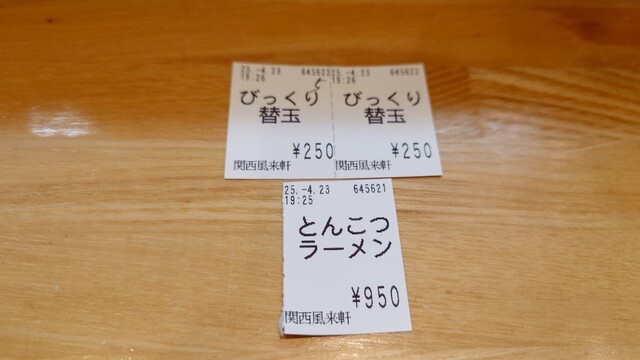 25.-4.23 645623
19:26
びっくり
替玉
¥250
関西風来軒
25.-4.23 645622
19:26
びっくり
替玉
¥250
関西風来軒
25.-4.23 645621
19:25
とんこつ
ラーメン
¥950
関西風来軒